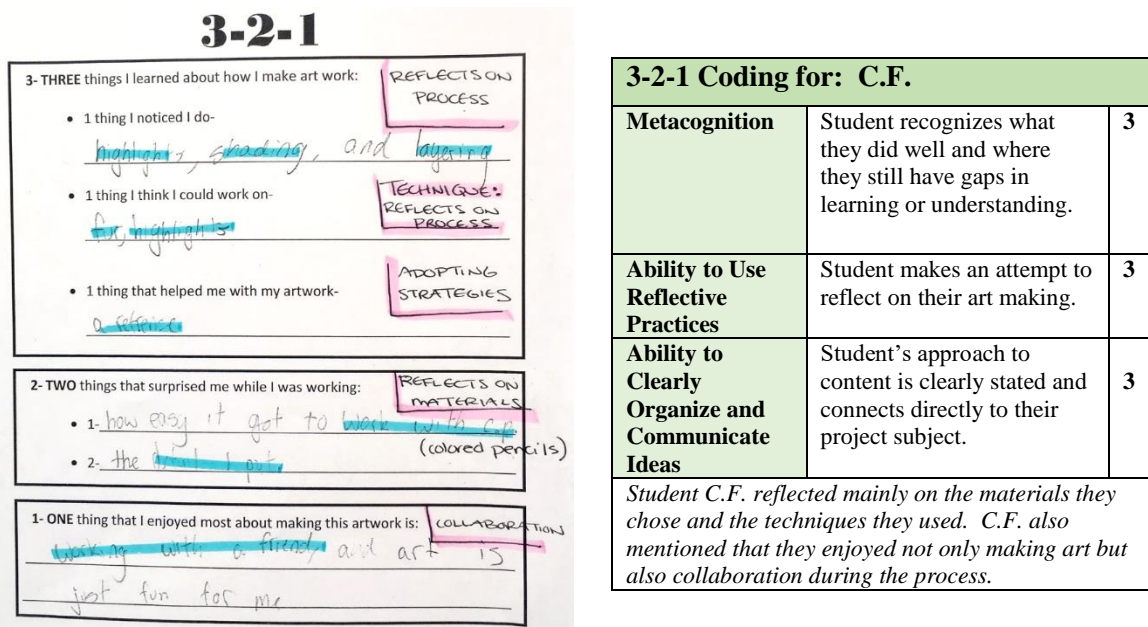 3-2-1
3- THREE things I learned about how I make art work:
REFLECTS ON
PROCESS
• 1 thing I noticed I do-
highlights, shading, and layering
• 1 thing I think I could work on-
TECHNIQUE:
REFLECTS ON
PROCESS
fur, highlights
• 1 thing that helped me with my artwork-
ADOPTING
STRATEGIES
a
2- TWO things that surprised me while I was working:
REFLECTS ON
MATERIALS
• 1- how easy it got to work with c.p.
(colored pencils)
• 2- the detail I put,
1- ONE thing that I enjoyed most about making this artwork is:
COLLABORATION
working with a friend, and art is
just fun for me
3-2-1 Coding for: C.F.
Metacognition Student recognizes what 3
they did well and where
they still have gaps in
learning or understanding.
Ability to Use Student makes an attempt to 3
Reflective reflect on their art making.
Practices
Ability to Student’s approach to
Clearly content is clearly stated and 3
Organize and connects directly to their
Communicate project subject.
Ideas
Student C.F. reflected mainly on the materials they
chose and the techniques they used. C.F. also
mentioned that they enjoyed not only making art but
also collaboration during the process.